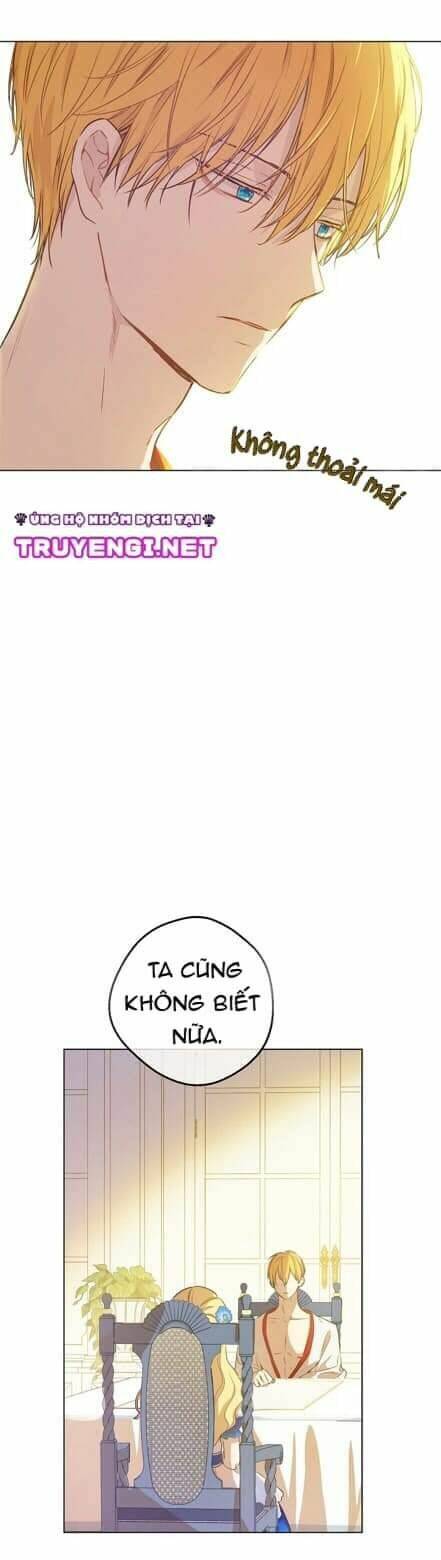 Không thoải mái
ỦNG HỘ NHÓM DỊCH TẠI
TRUYENGI.NET
TA CŨNG
KHÔNG BIẾT
NỮA.